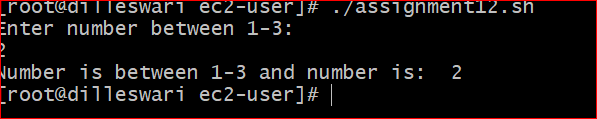 [root@dilleswari ec2-user]# ./assignment12.sh
Enter number between 1-3:
2
Number is between 1-3 and number is:  2
[root@dilleswari ec2-user]#